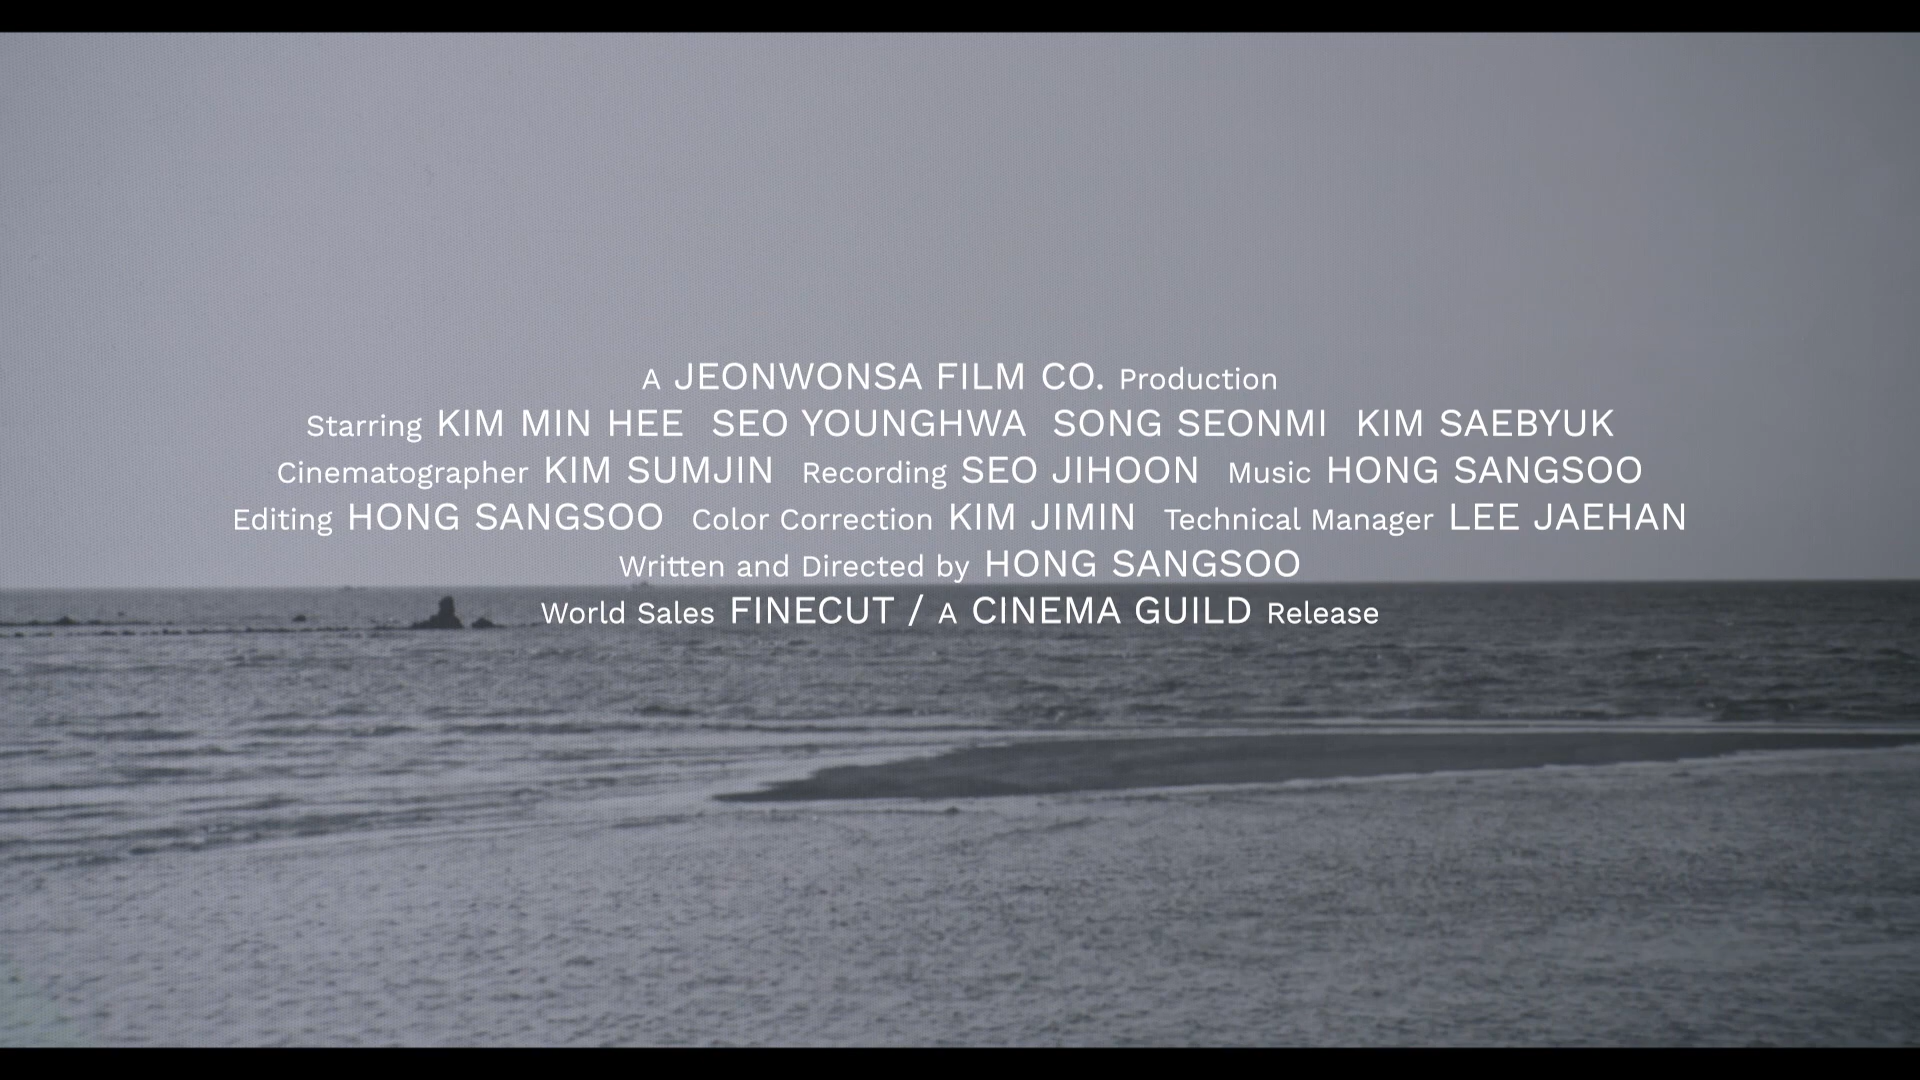 A JEONWONSA FILM CO. Production
Starring KIM MIN HEE SEO YOUNGHWA SONG SEONMI KIM SAEBYUK
Cinematographer KIM SUMJIN Recording SEO JIHOON Music HONG SANGSOO
Editing HONG SANGSOO Color Correction KIM JIMIN Technical Manager LEE JAEHAN
Written and Directed by HONG SANGSOO
World Sales FINECUT / A CINEMA GUILD Release